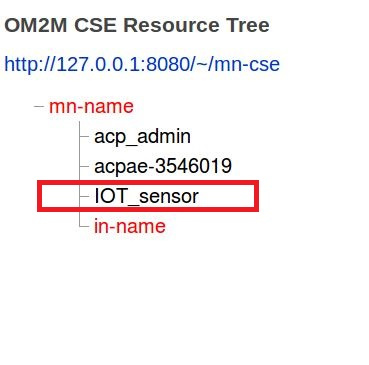 OM2M CSE Resource Tree
http://127.0.0.1:8080/~/mn-cse
mn-name
acp_admin
acpae-3546019
IOT_sensor
in-name